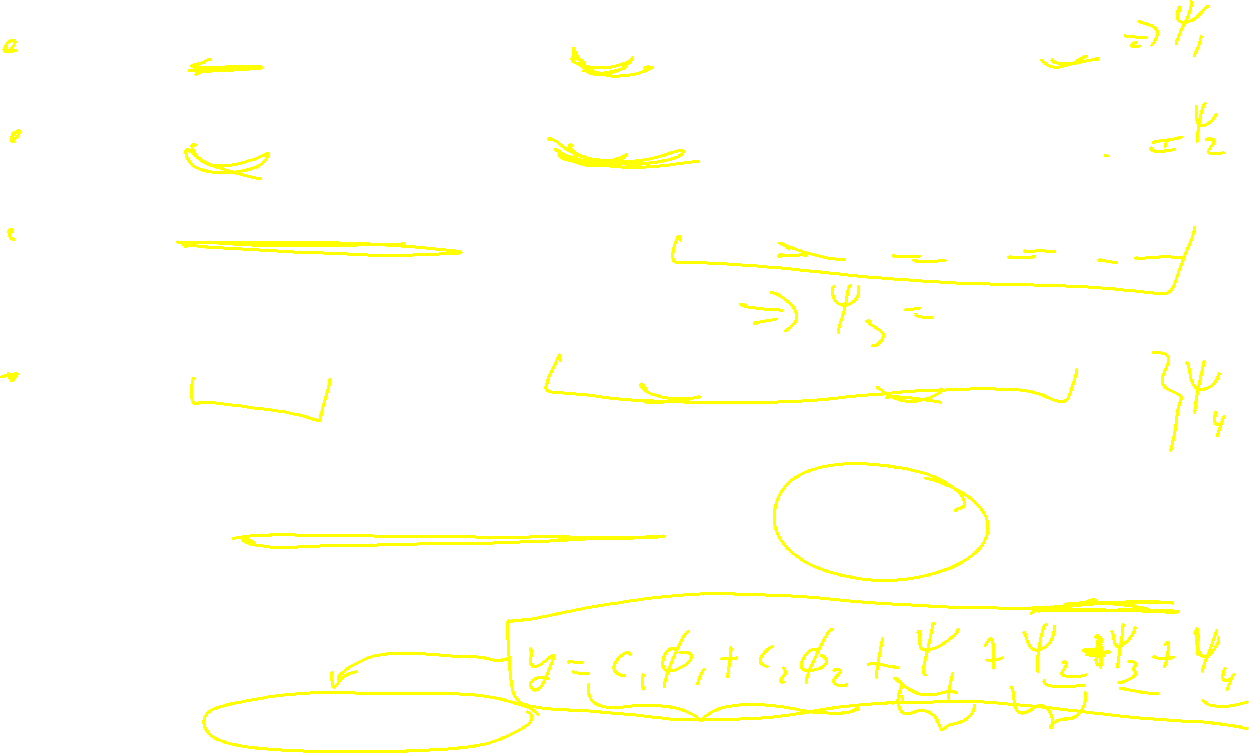 ⇒ Ψ₁
= Ψ₂
⇒ Ψ₃ =
} Ψ₄
y = c₁ϕ₁ + c₂ϕ₂ + Ψ₁ + Ψ₂ + Ψ₃ + Ψ₄